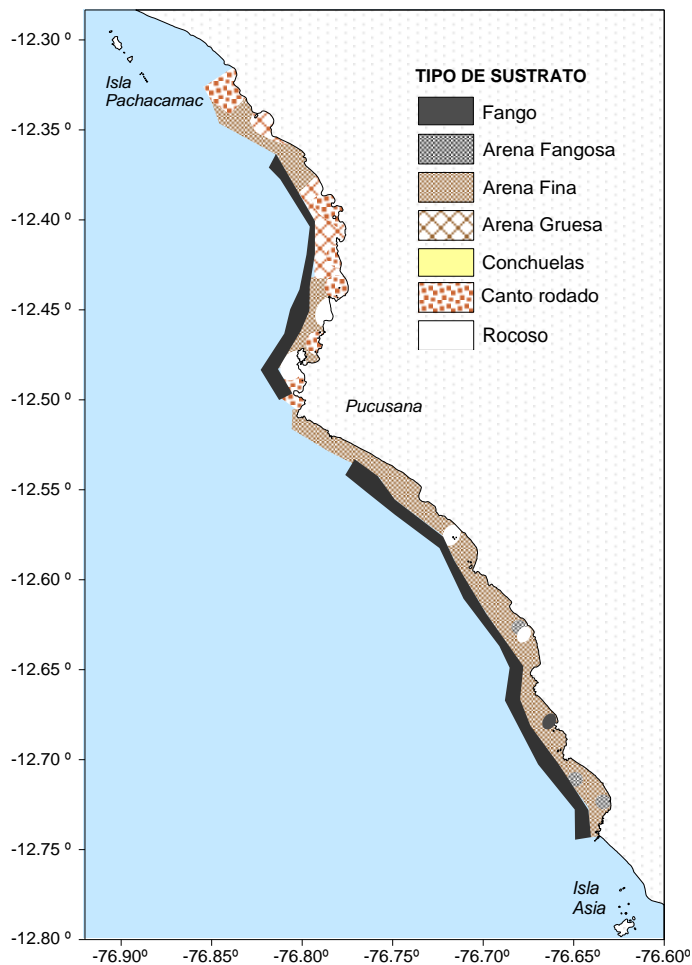 -12.30 º
Isla
Pachacamac
TIPO DE SUSTRATO
Fango
-12.35 º
Arena Fangosa
Arena Fina
-12.40 º
Arena Gruesa
Conchuelas
-12.45 º
Canto rodado
Rocoso
-12.50 º
Pucusana
-12.55 º
-12.60 º
-12.65 º
-12.70 º
-12.75 º
Isla
Asia
-12.80 º
-76.90º -76.85º -76.80º -76.75º -76.70º -76.65º -76.60º